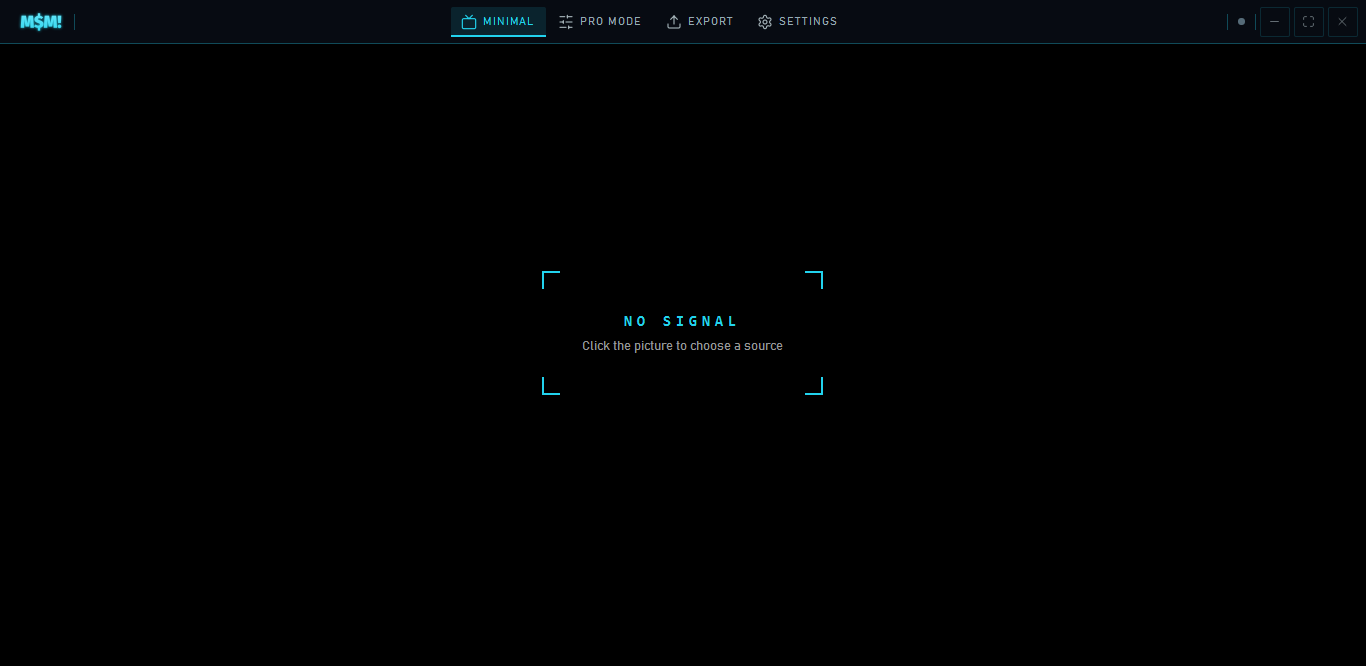 M$M!
MINIMAL
PRO MODE
EXPORT
SETTINGS
NO SIGNAL
Click the picture to choose a source